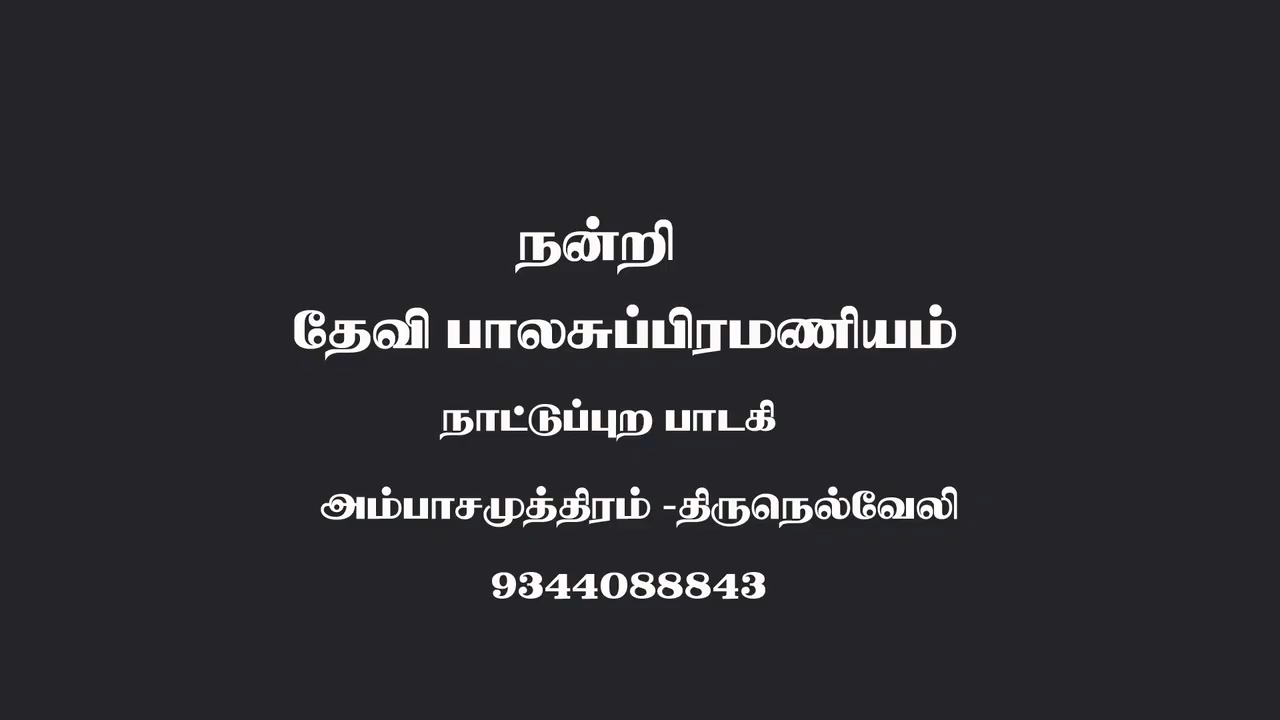 நன்றி
தேவி பாலசுப்பிரமணியம்
நாட்டுப்புற பாடகி
அம்பாசமுத்திரம் -திருநெல்வேலி
9344088843